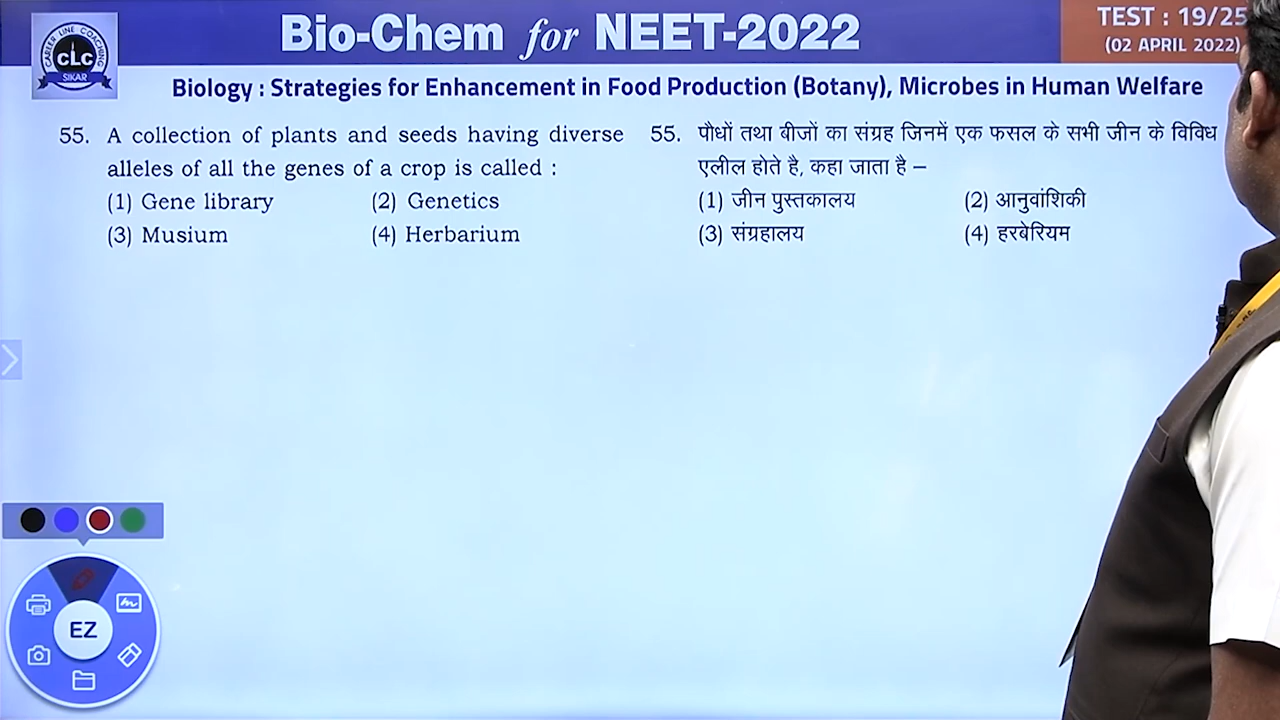 CAREER LINE COACHING
CLC
SIKAR
Bio-Chem for NEET-2022
TEST : 19/25
(02 APRIL 2022)
Biology : Strategies for Enhancement in Food Production (Botany), Microbes in Human Welfare
55. A collection of plants and seeds having diverse
alleles of all the genes of a crop is called :
(1) Gene library (2) Genetics
(3) Musium (4) Herbarium
55. पौधों तथा बीजों का संग्रह जिनमें एक फसल के सभी जीन के विविध
एलील होते है, कहा जाता है –
(1) जीन पुस्तकालय (2) आनुवांशिकी
(3) संग्रहालय (4) हरबेरियम
EZ